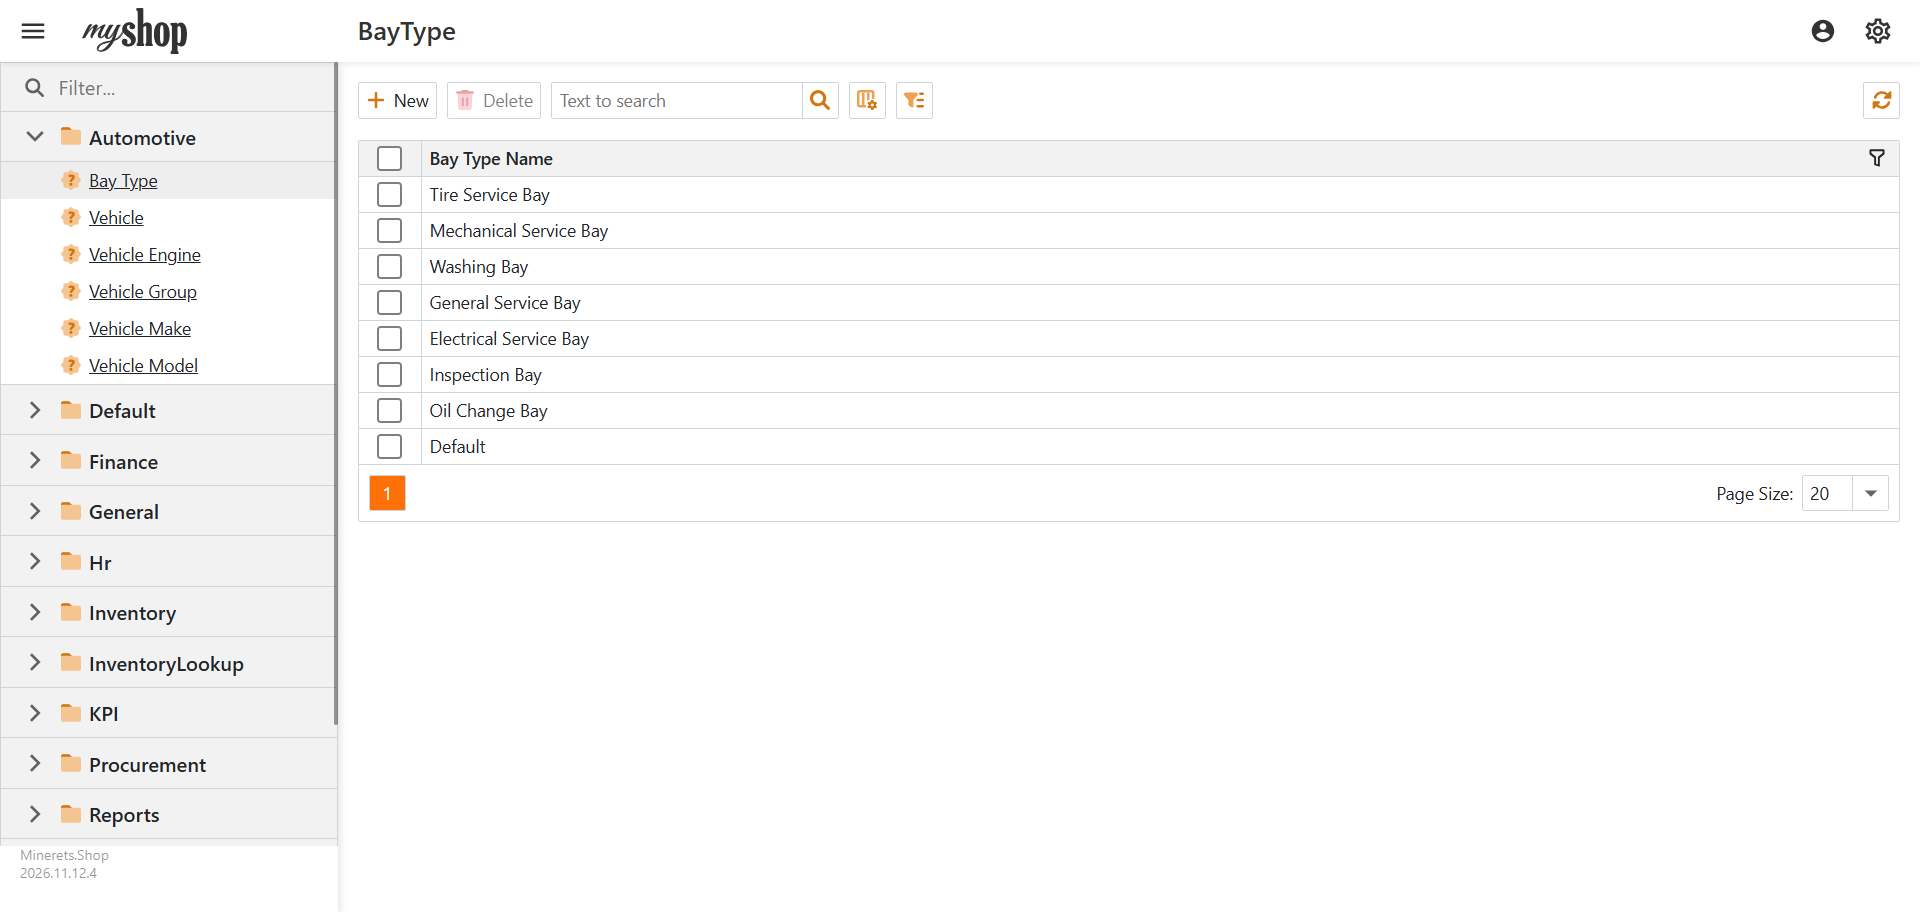 myshop
BayType
Filter...
Automotive
Bay Type
Vehicle
Vehicle Engine
Vehicle Group
Vehicle Make
Vehicle Model
Default
Finance
General
Hr
Inventory
InventoryLookup
KPI
Procurement
Reports
Minerets.Shop
2026.11.12.4
New
Delete
Text to search
Bay Type Name
Tire Service Bay
Mechanical Service Bay
Washing Bay
General Service Bay
Electrical Service Bay
Inspection Bay
Oil Change Bay
Default
1
Page Size: 20